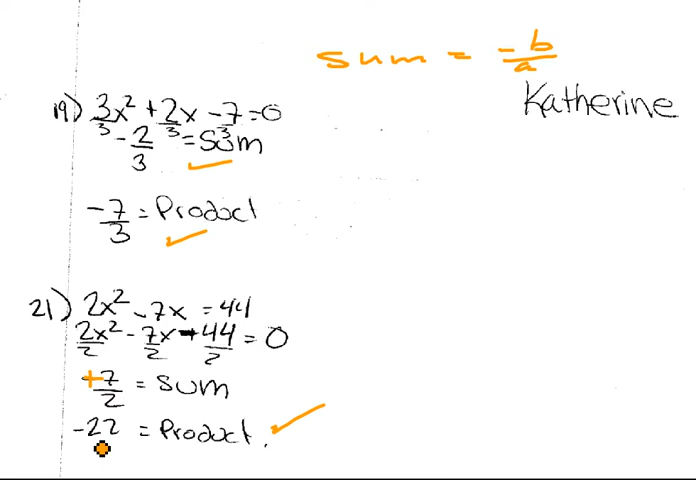 sum = -b/a
Katherine
19) 3x²/3 + 2x/3 - 7/3 = 0
-2/3 = Sum
-7/3 = Product
21) 2x² - 7x = 44
2x²/2 - 7x/2 - 44/2 = 0
+7/2 = sum
-22 = Product.